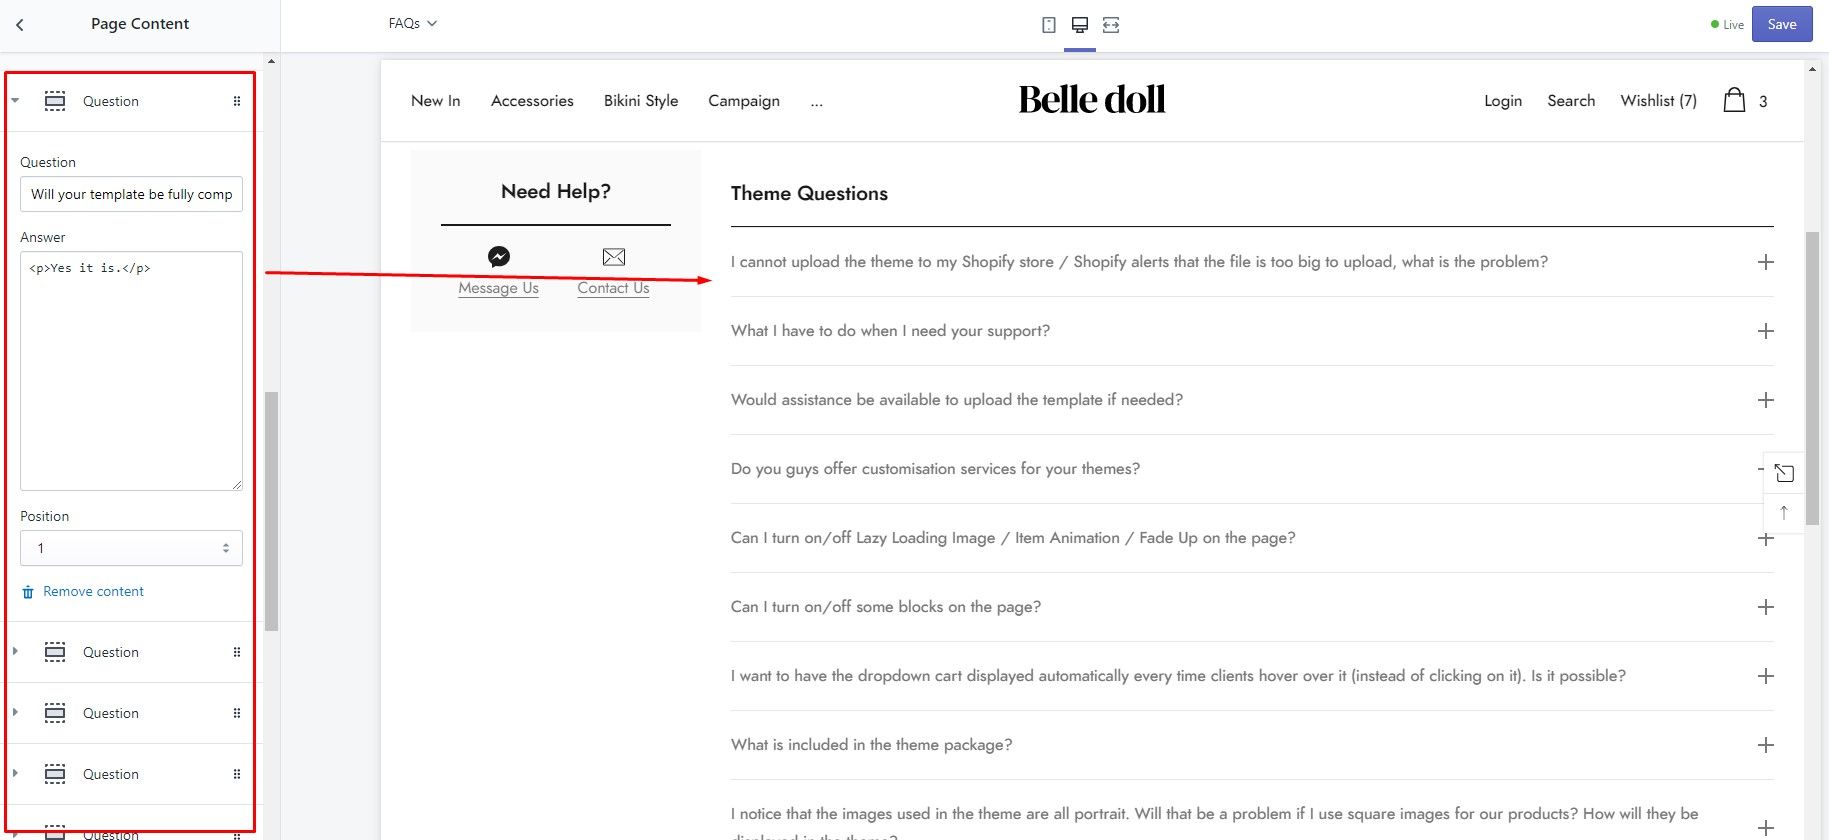 Page Content
FAQs
Live
Save
Question
Question
Will your template be fully comp
Answer
<p>Yes it is.</p>
Position
1
Remove content
Question
Question
Question
Question
New In
Accessories
Bikini Style
Campaign
...
Belle doll
Login
Search
Wishlist (7)
3
Need Help?
Message Us
Contact Us
Theme Questions
I cannot upload the theme to my Shopify store / Shopify alerts that the file is too big to upload, what is the problem?
What I have to do when I need your support?
Would assistance be available to upload the template if needed?
Do you guys offer customisation services for your themes?
Can I turn on/off Lazy Loading Image / Item Animation / Fade Up on the page?
Can I turn on/off some blocks on the page?
I want to have the dropdown cart displayed automatically every time clients hover over it (instead of clicking on it). Is it possible?
What is included in the theme package?
I notice that the images used in the theme are all portrait. Will that be a problem if I use square images for our products? How will they be
displayed in the theme?